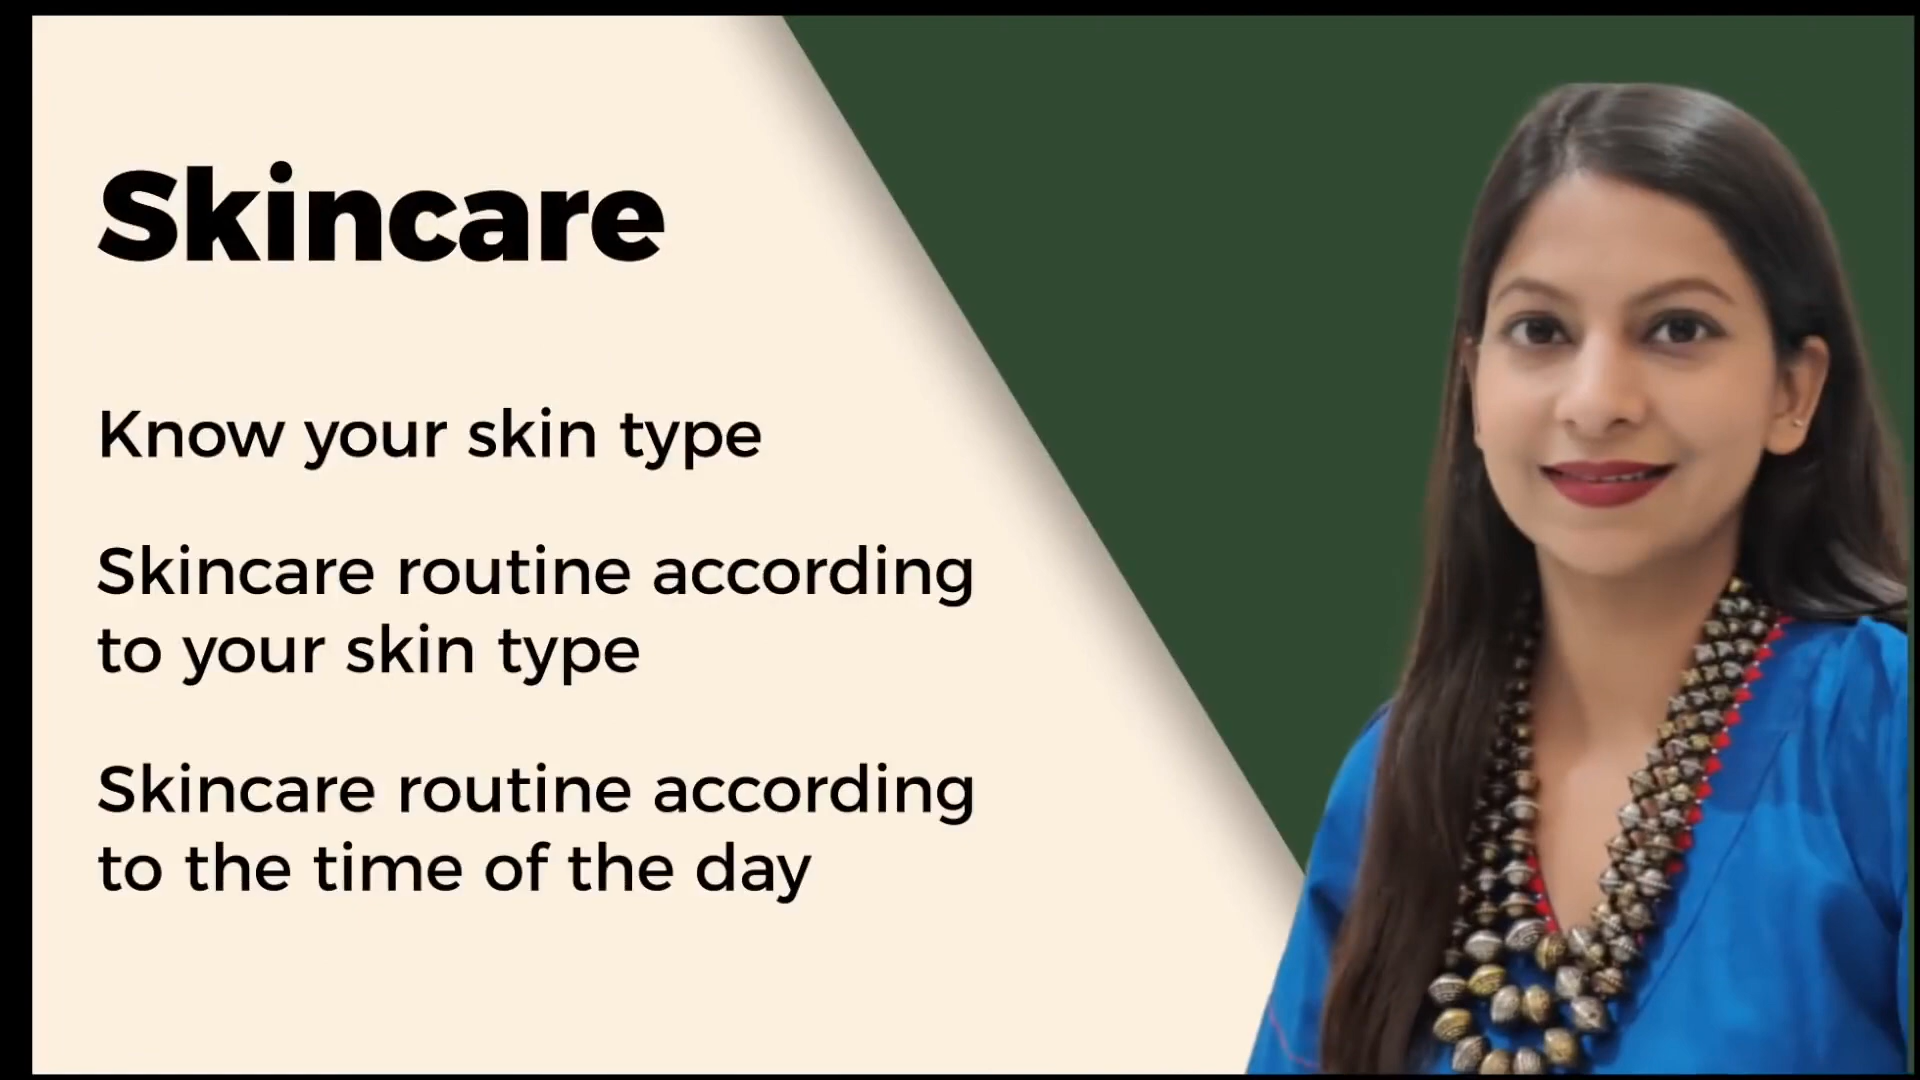 Skincare
Know your skin type
Skincare routine according
to your skin type
Skincare routine according
to the time of the day